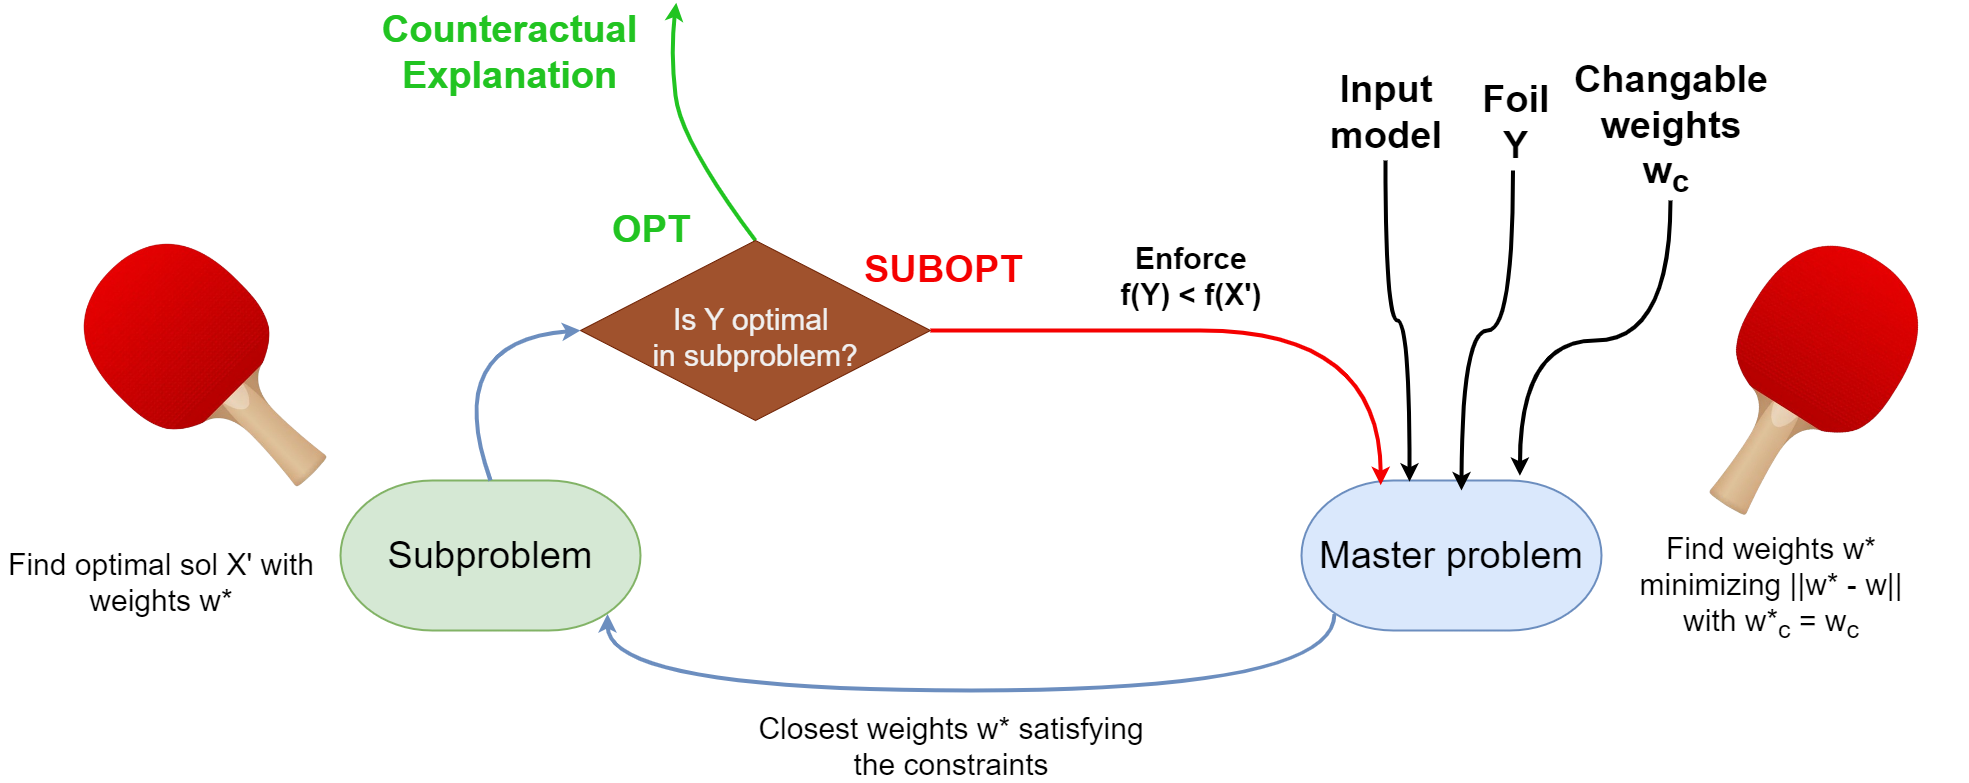 Counteractual
Explanation
OPT
SUBOPT
Is Y optimal
in subproblem?
Enforce
f(Y) < f(X')
Input
model
Foil
Y
Changable
weights
w_c
Subproblem
Find optimal sol X' with
weights w*
Master problem
Find weights w*
minimizing ||w* - w||
with w*_c = w_c
Closest weights w* satisfying
the constraints